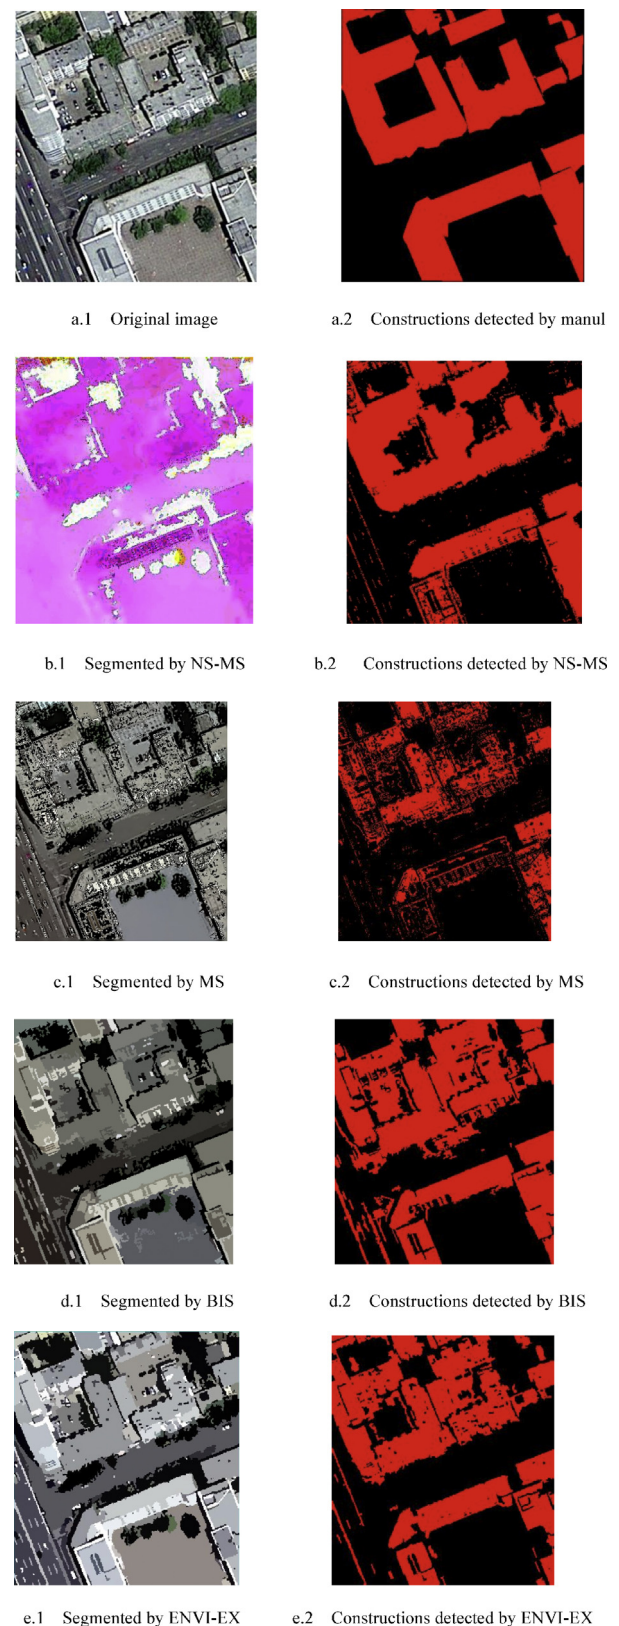 a.1 Original image
a.2 Constructions detected by manul
b.1 Segmented by NS-MS
b.2 Constructions detected by NS-MS
c.1 Segmented by MS
c.2 Constructions detected by MS
d.1 Segmented by BIS
d.2 Constructions detected by BIS
e.1 Segmented by ENVI-EX
e.2 Constructions detected by ENVI-EX